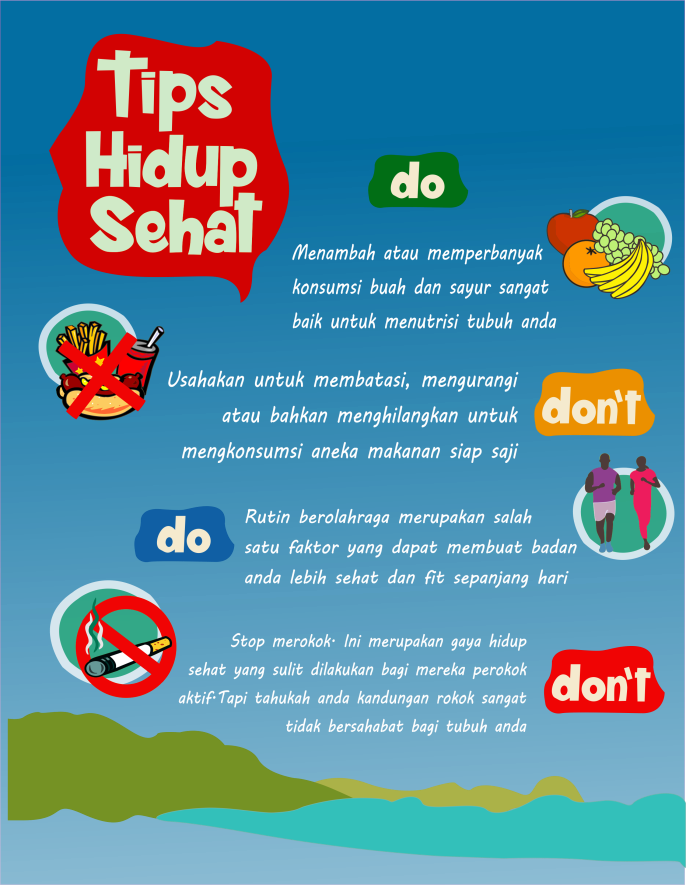 Tips
Hidup
Sehat
do
Menambah atau memperbanyak
konsumsi buah dan sayur sangat
baik untuk menutrisi tubuh anda
Usahakan untuk membatasi, mengurangi
atau bahkan menghilangkan untuk
mengkonsumsi aneka makanan siap saji
don't
do
Rutin berolahraga merupakan salah
satu faktor yang dapat membuat badan
anda lebih sehat dan fit sepanjang hari
Stop merokok. Ini merupakan gaya hidup
sehat yang sulit dilakukan bagi mereka perokok
aktif.Tapi tahukah anda kandungan rokok sangat
tidak bersahabat bagi tubuh anda
don't